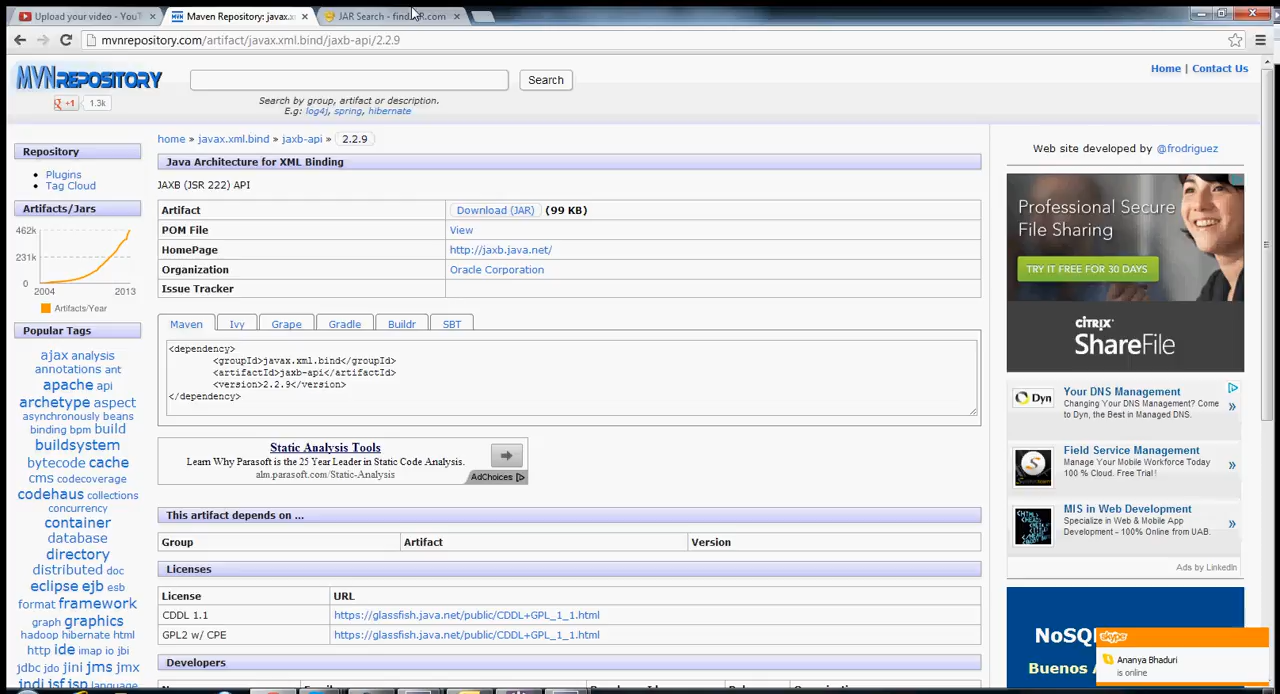 Upload your video - YouT
Maven Repository: javax.
JAR Search - findJAR.com
mvnrepository.com/artifact/javax.xml.bind/jaxb-api/2.2.9
MVNREPOSITORY
+1 1.3k
Search
Home | Contact Us
Search by group, artifact or description.
E.g: log4j, spring, hibernate
Repository
Plugins
Tag Cloud
Artifacts/Jars
462k
231k
0
2004 2013
Artifacts/Year
Popular Tags
ajax analysis
annotations ant
apache api
archetype aspect
asynchronously beans
binding bpm build
buildsystem
bytecode cache
cms codecoverage
codehaus collections
concurrency
container
database
directory
distributed doc
eclipse ejb esb
format framework
graph graphics
hadoop hibernate html
http ide imap io jbi
jdbc jdo jini jms jmx
jndi jsf jsp language
home » javax.xml.bind » jaxb-api » 2.2.9
Java Architecture for XML Binding
JAXB (JSR 222) API
Artifact Download (JAR) (99 KB)
POM File View
HomePage http://jaxb.java.net/
Organization Oracle Corporation
Issue Tracker
Maven Ivy Grape Gradle Buildr SBT
<dependency>
<groupId>javax.xml.bind</groupId>
<artifactId>jaxb-api</artifactId>
<version>2.2.9</version>
</dependency>
Static Analysis Tools
Learn Why Parasoft is the 25 Year Leader in Static Code Analysis.
alm.parasoft.com/Static-Analysis
AdChoices
This artifact depends on ...
Group Artifact Version
Licenses
License URL
CDDL 1.1 https://glassfish.java.net/public/CDDL+GPL_1_1.html
GPL2 w/ CPE https://glassfish.java.net/public/CDDL+GPL_1_1.html
Developers
Web site developed by @frodriguez
Professional Secure
File Sharing
TRY IT FREE FOR 30 DAYS
CITRIX
ShareFile
Your DNS Management?
Changing Your DNS Management? Come
to Dyn, the Best in Managed DNS.
Dyn
Field Service Management
Manage Your Mobile Workforce Today
100 % Cloud. Free Trial!
MIS in Web Development
Specialize in Web & Mobile App
Development - 100% Online from UAB.
Ads by LinkedIn
NoSQ
Buenos A
skype
Ananya Bhaduri
is online